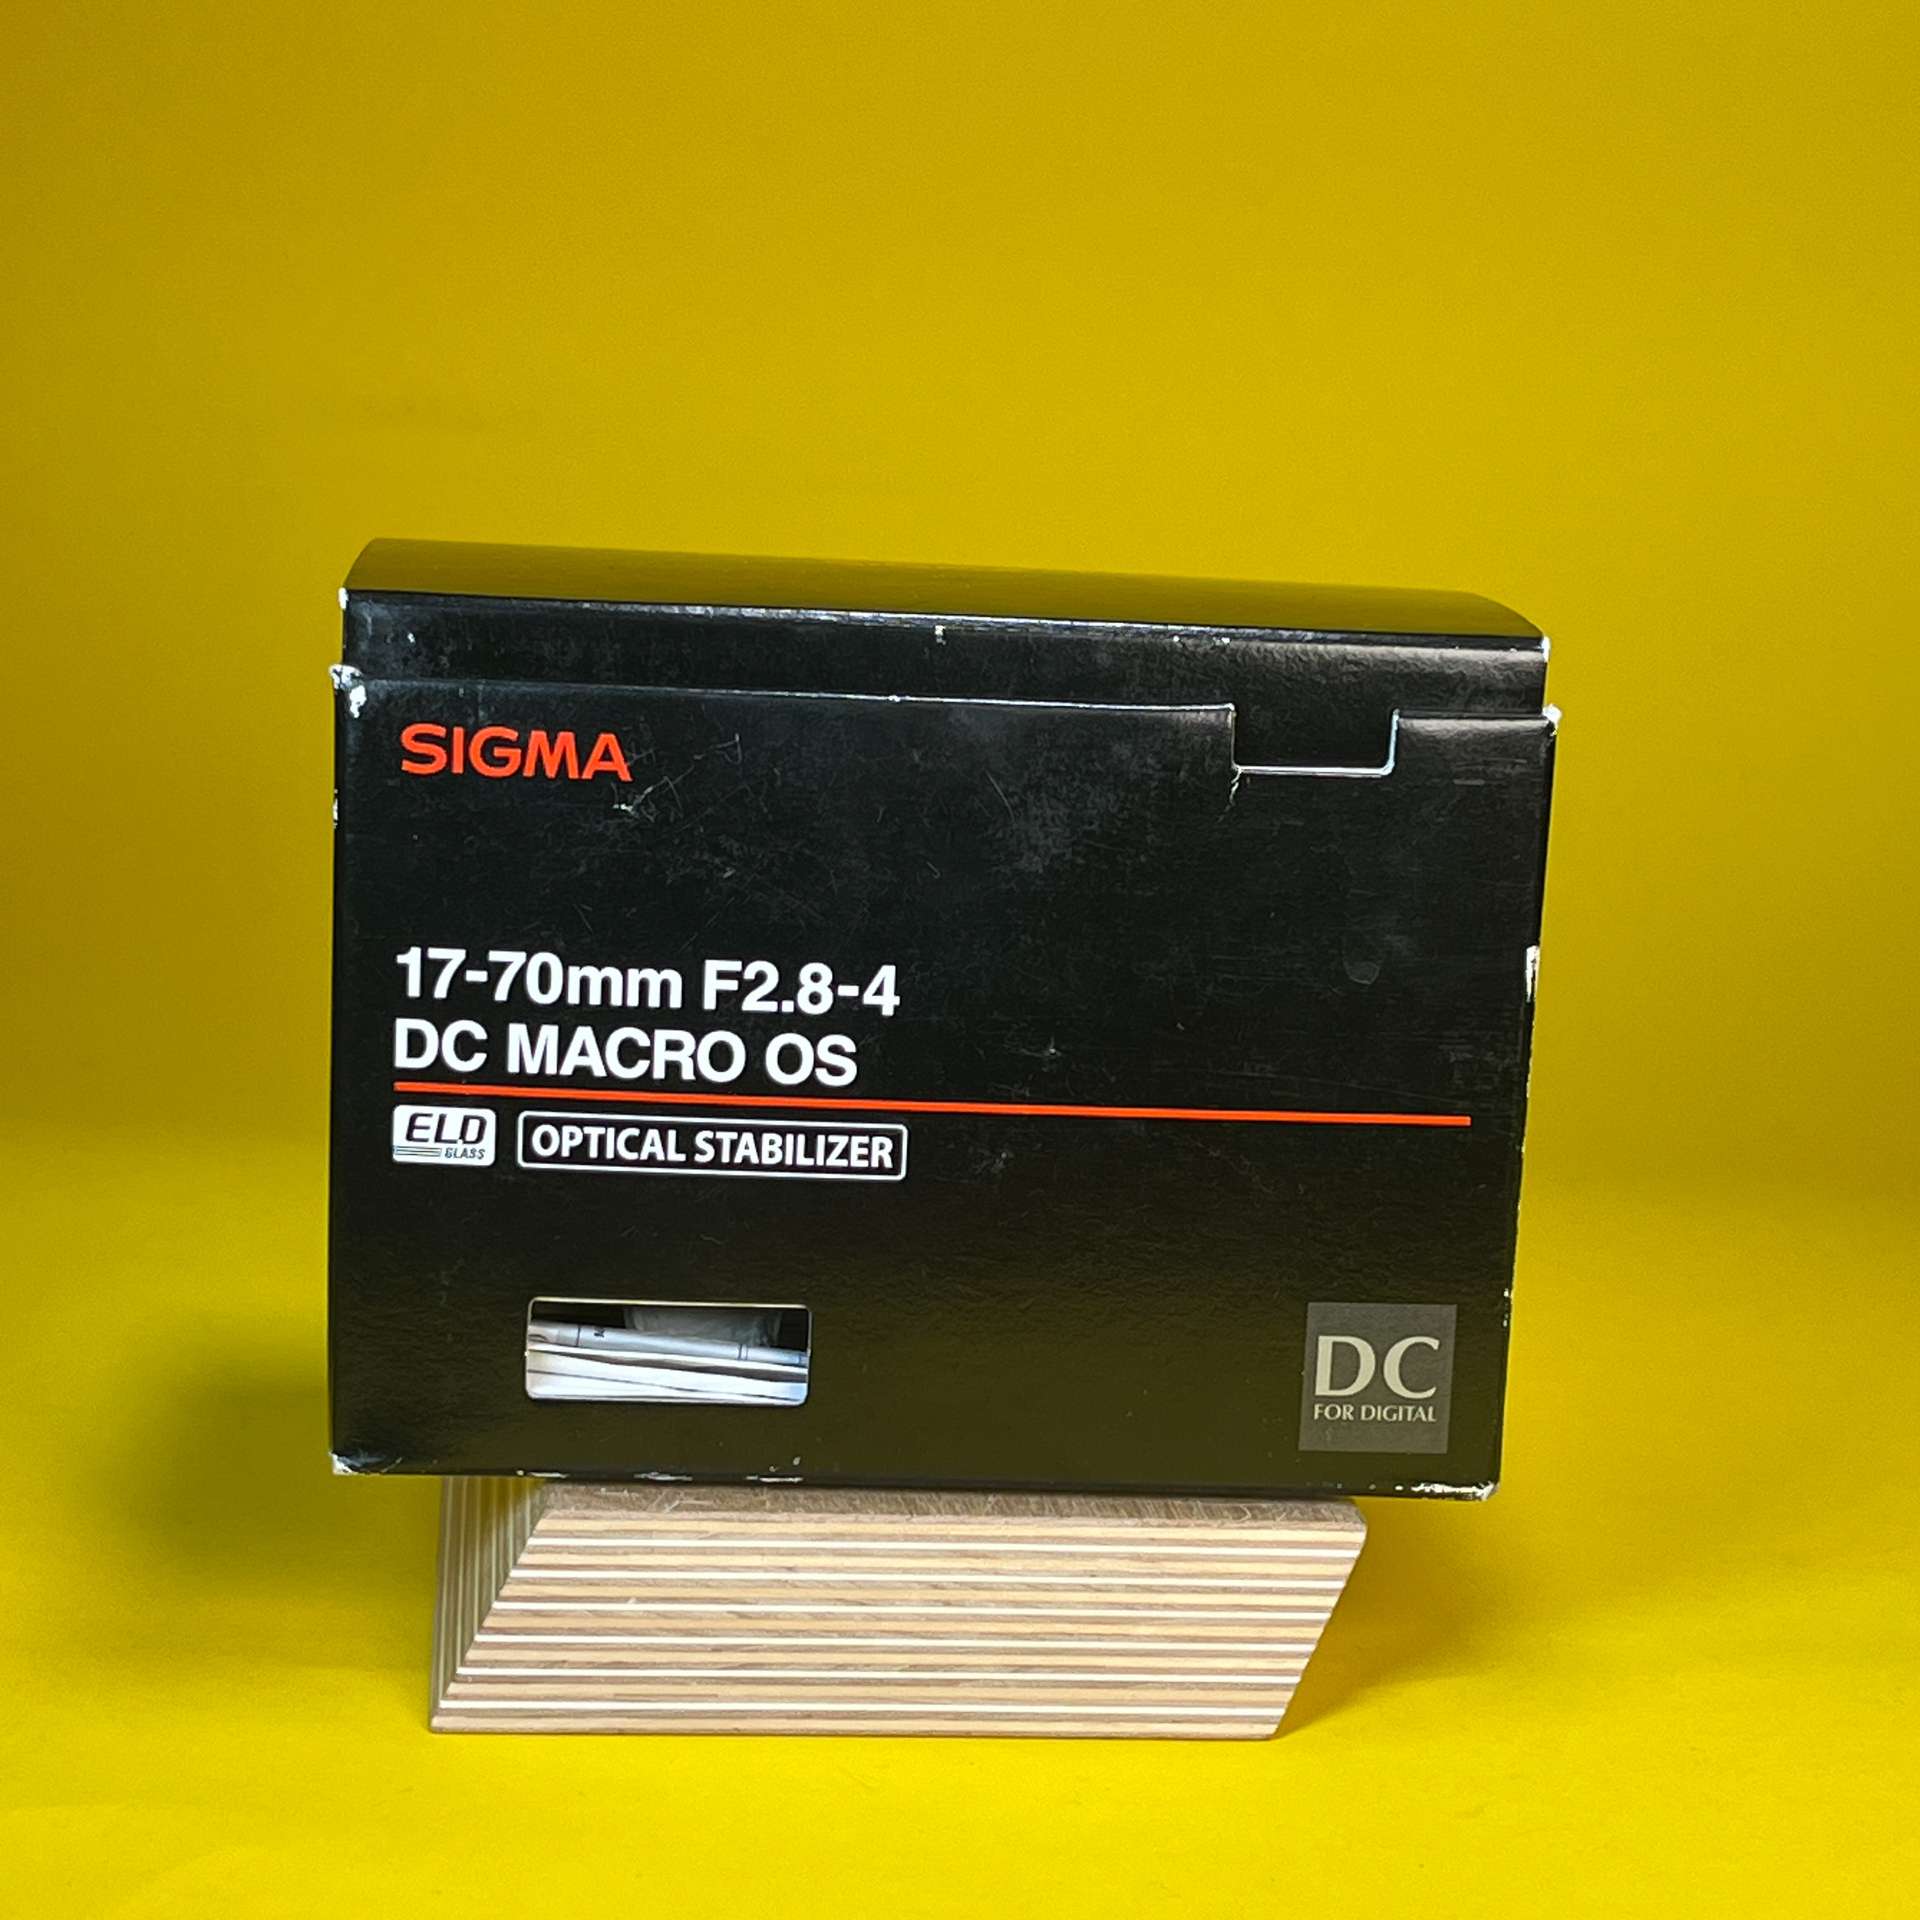 SIGMA
17-70mm F2.8-4
DC MACRO OS
ELD
GLASS
OPTICAL STABILIZER
DC
FOR DIGITAL